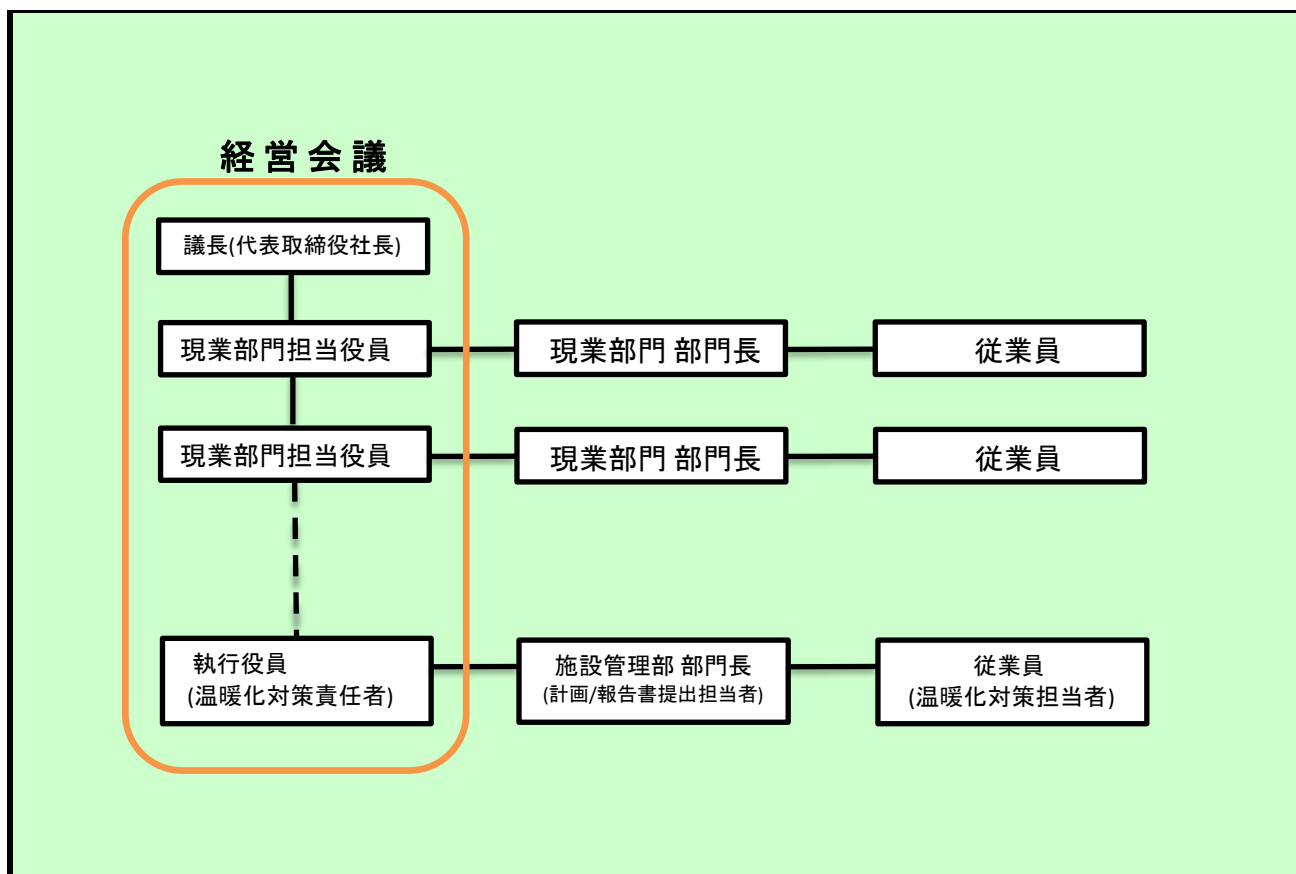 経営会議
議長(代表取締役社長)
現業部門担当役員
現業部門 部門長
従業員
現業部門担当役員
現業部門 部門長
従業員
執行役員
(温暖化対策責任者)
施設管理部 部門長
(計画/報告書提出担当者)
従業員
(温暖化対策担当者)